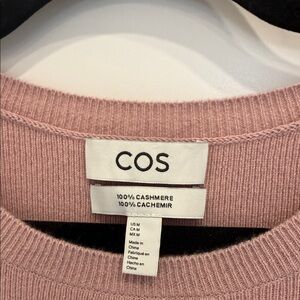 COS
100% CASHMERE
100% CACHEMIR
US M
CA M
MX M
Made in
China
Fabriqué en
Chine
Hecho en
China